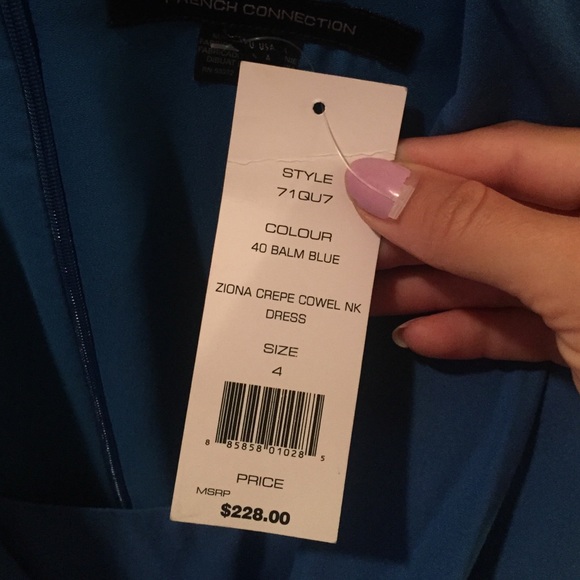 FRENCH CONNECTION
STYLE
71QU7
COLOUR
40 BALM BLUE
ZIONA CREPE COWEL NK
DRESS
SIZE
4
8 85858 01028 5
PRICE
MSRP
$228.00